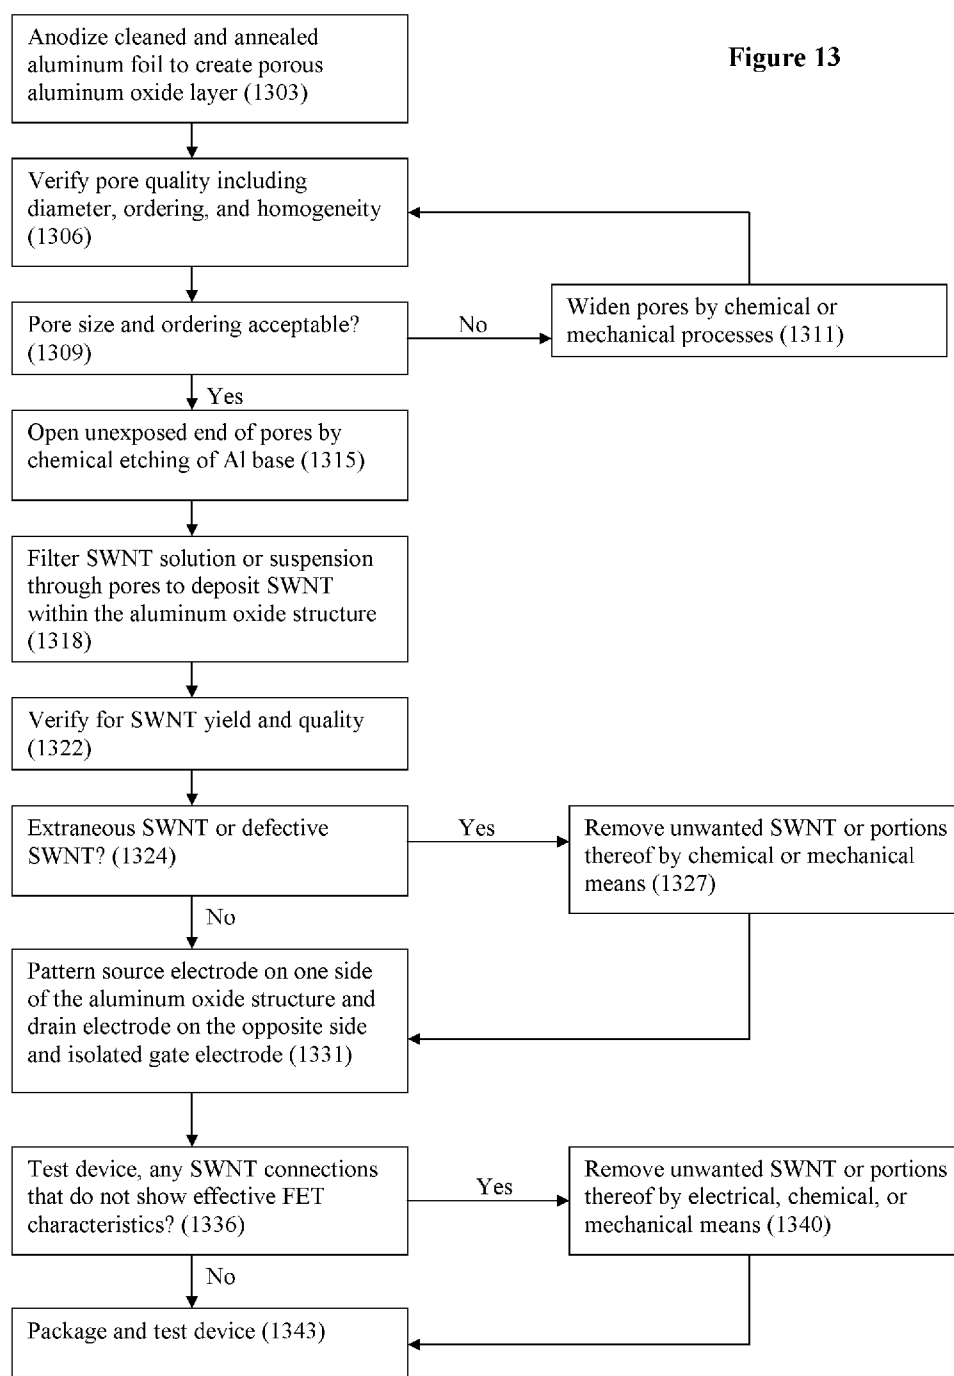 Figure 13
Anodize cleaned and annealed
aluminum foil to create porous
aluminum oxide layer (1303)
Verify pore quality including
diameter, ordering, and homogeneity
(1306)
Pore size and ordering acceptable?
(1309)
No
Widen pores by chemical or
mechanical processes (1311)
Yes
Open unexposed end of pores by
chemical etching of Al base (1315)
Filter SWNT solution or suspension
through pores to deposit SWNT
within the aluminum oxide structure
(1318)
Verify for SWNT yield and quality
(1322)
Extraneous SWNT or defective
SWNT? (1324)
Yes
Remove unwanted SWNT or portions
thereof by chemical or mechanical
means (1327)
No
Pattern source electrode on one side
of the aluminum oxide structure and
drain electrode on the opposite side
and isolated gate electrode (1331)
Test device, any SWNT connections
that do not show effective FET
characteristics? (1336)
Yes
Remove unwanted SWNT or portions
thereof by electrical, chemical, or
mechanical means (1340)
No
Package and test device (1343)